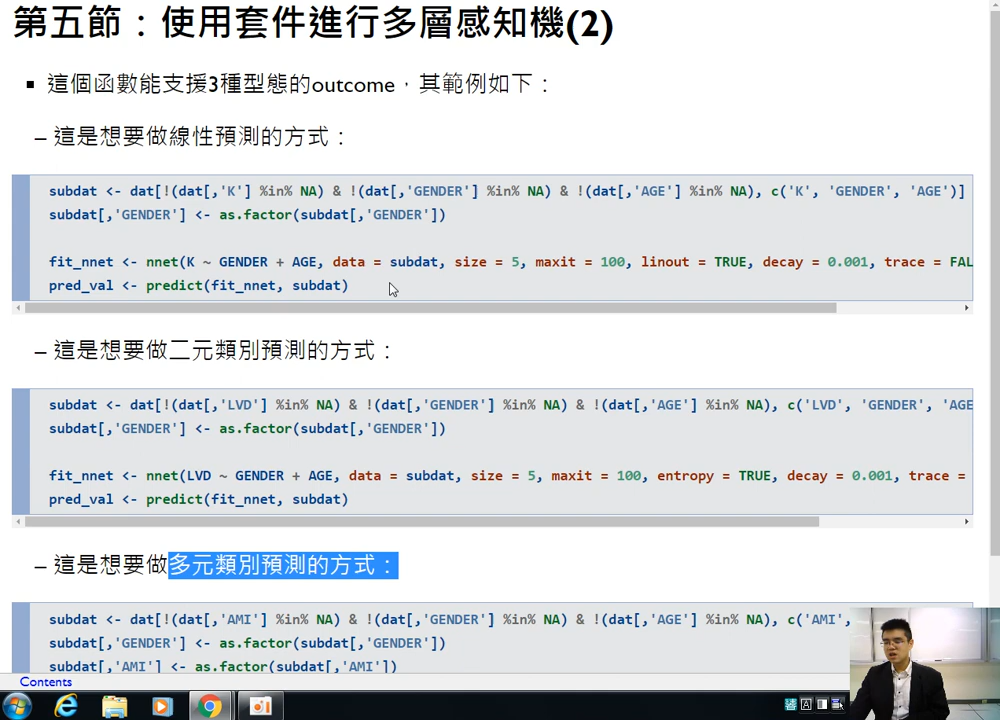 第五節：使用套件進行多層感知機(2)
▪ 這個函數能支援3種型態的outcome，其範例如下：
– 這是想要做線性預測的方式：
subdat <- dat[!(dat[,'K'] %in% NA) & !(dat[,'GENDER'] %in% NA) & !(dat[,'AGE'] %in% NA), c('K', 'GENDER', 'AGE')]
subdat[,'GENDER'] <- as.factor(subdat[,'GENDER'])
fit_nnet <- nnet(K ~ GENDER + AGE, data = subdat, size = 5, maxit = 100, linout = TRUE, decay = 0.001, trace = FAL
pred_val <- predict(fit_nnet, subdat)
– 這是想要做二元類別預測的方式：
subdat <- dat[!(dat[,'LVD'] %in% NA) & !(dat[,'GENDER'] %in% NA) & !(dat[,'AGE'] %in% NA), c('LVD', 'GENDER', 'AGE
subdat[,'GENDER'] <- as.factor(subdat[,'GENDER'])
fit_nnet <- nnet(LVD ~ GENDER + AGE, data = subdat, size = 5, maxit = 100, entropy = TRUE, decay = 0.001, trace =
pred_val <- predict(fit_nnet, subdat)
– 這是想要做多元類別預測的方式：
subdat <- dat[!(dat[,'AMI'] %in% NA) & !(dat[,'GENDER'] %in% NA) & !(dat[,'AGE'] %in% NA), c('AMI',
subdat[,'GENDER'] <- as.factor(subdat[,'GENDER'])
subdat[,'AMI'] <- as.factor(subdat[,'AMI'])
Contents